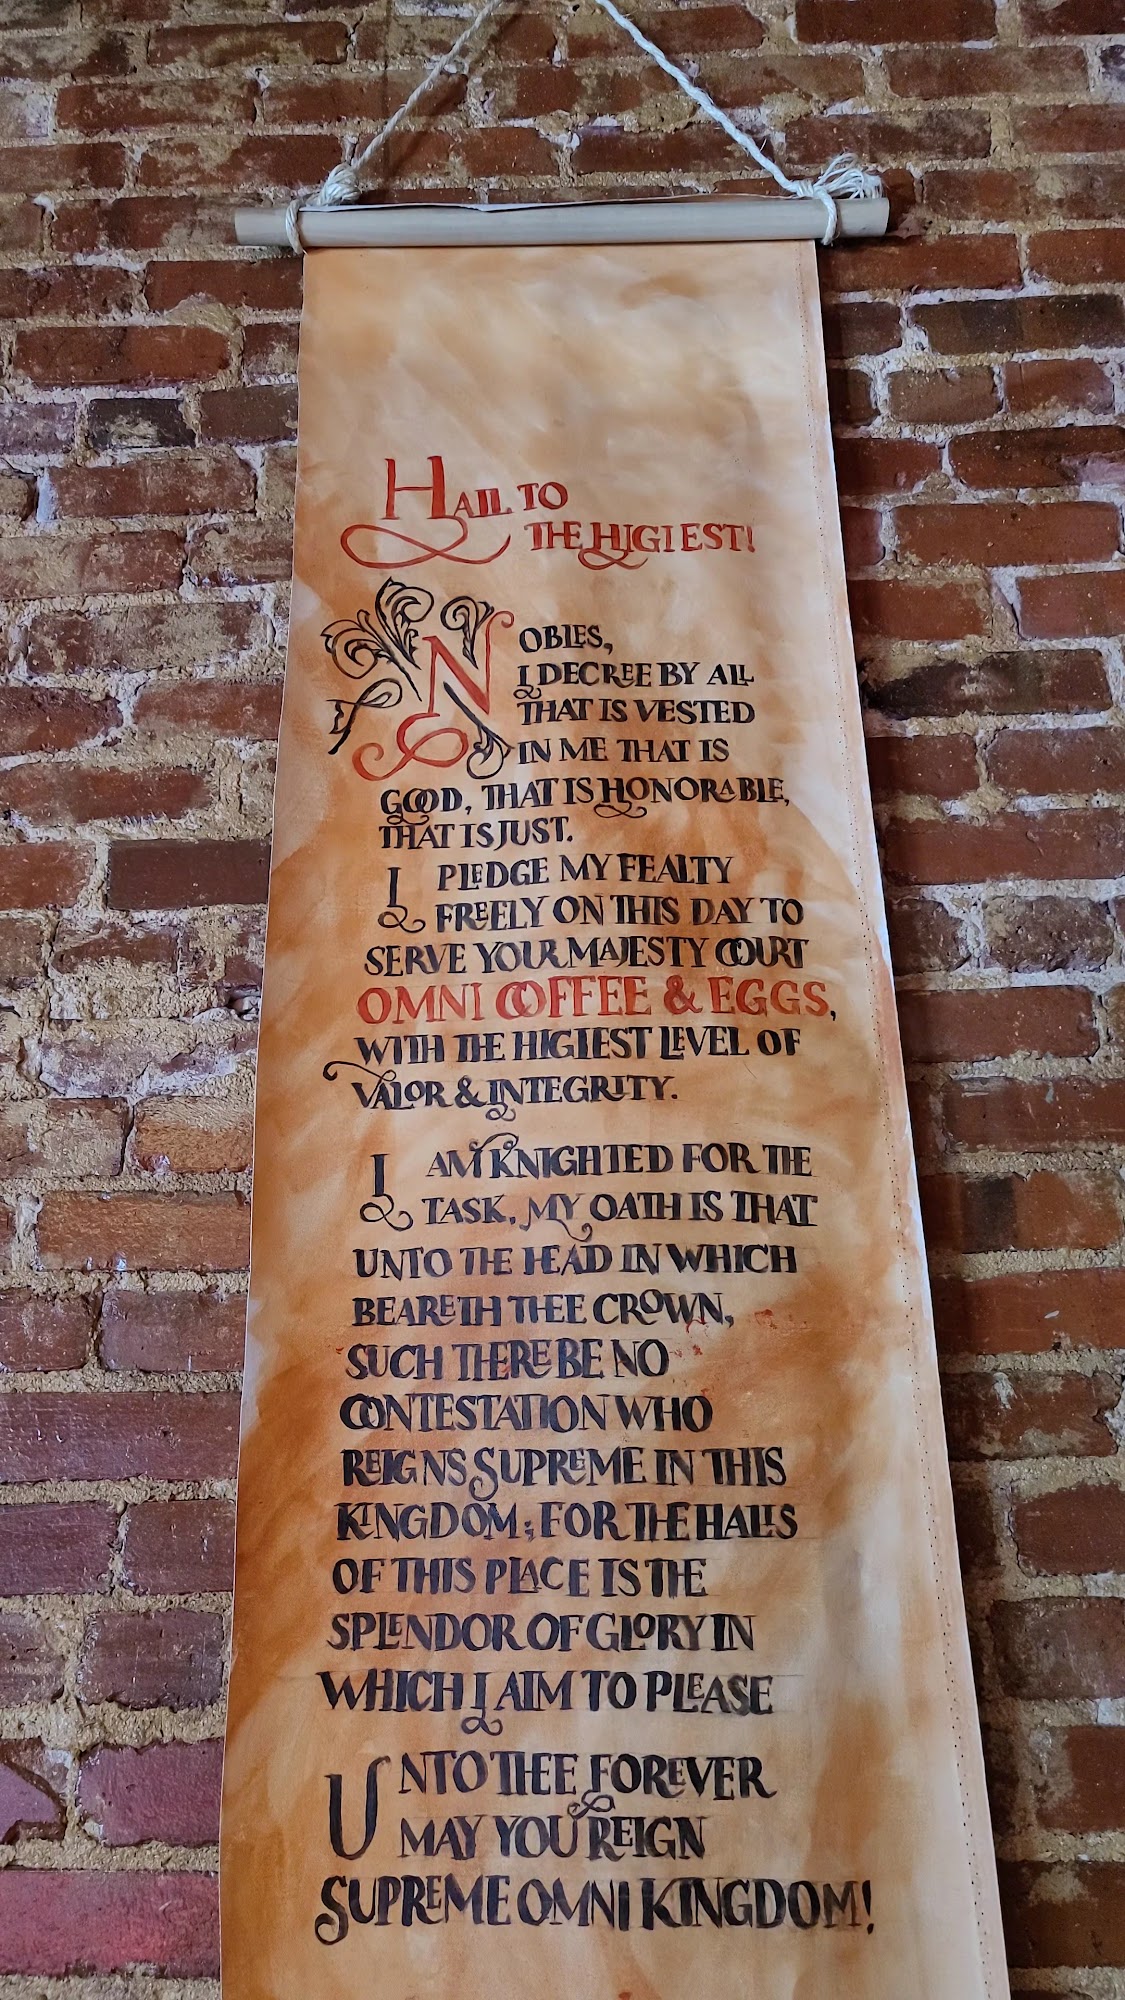 HAIL TO
THE HIGHEST!
NOBLES,
I DECREE BY ALL
THAT IS VESTED
IN ME THAT IS
GOOD, THAT IS HONORABLE,
THAT IS JUST.
I PLEDGE MY FEALTY
FREELY ON THIS DAY TO
SERVE YOUR MAJESTY COURT
OMNI COFFEE & EGGS,
WITH THE HIGHEST LEVEL OF
VALOR & INTEGRITY.
I AM KNIGHTED FOR THE
TASK, MY OATH IS THAT
UNTO THE HEAD IN WHICH
BEARETH THEE CROWN,
SUCH THERE BE NO
CONTESTATION WHO
REIGNS SUPREME IN THIS
KINGDOM; FOR THE HALLS
OF THIS PLACE IS THE
SPLENDOR OF GLORY IN
WHICH I AIM TO PLEASE
UNTO THEE FOREVER
MAY YOU REIGN
SUPREME OMNI KINGDOM!